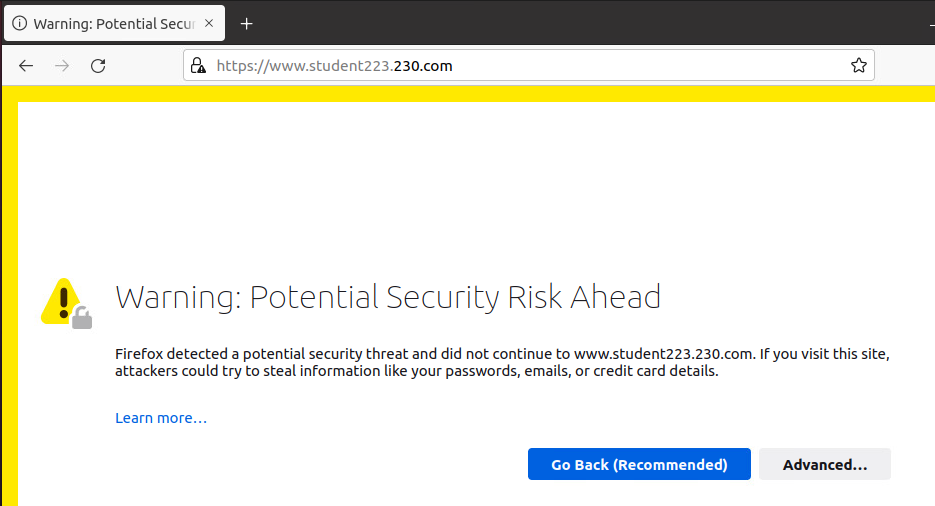 Warning: Potential Secur
https://www.student223.230.com
Warning: Potential Security Risk Ahead
Firefox detected a potential security threat and did not continue to www.student223.230.com. If you visit this site,
attackers could try to steal information like your passwords, emails, or credit card details.
Learn more…
Go Back (Recommended) Advanced…